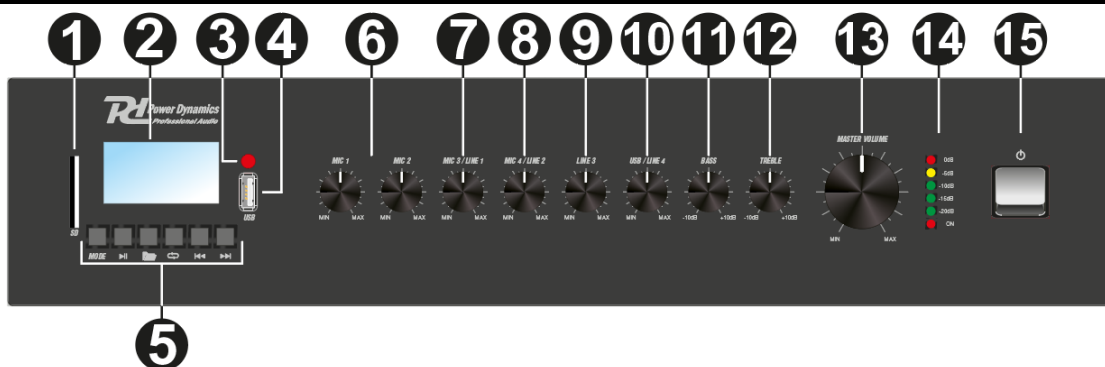 1 2 3 4 6 7 8 9 10 11 12 13 14 15
Pd Power Dynamics
Professional Audio
MASTER VOLUME
MIC 1 MIC 2 MIC 3 / LINE 1 MIC 4 / LINE 2 LINE 3 USB / LINE 4 BASS TREBLE
0dB
-5dB
-10dB
-15dB
-20dB
ON
USB
MIN MAX MIN MAX MIN MAX MIN MAX MIN MAX MIN MAX -10dB +10dB -10dB +10dB
SD
MIN MAX
MODE
5